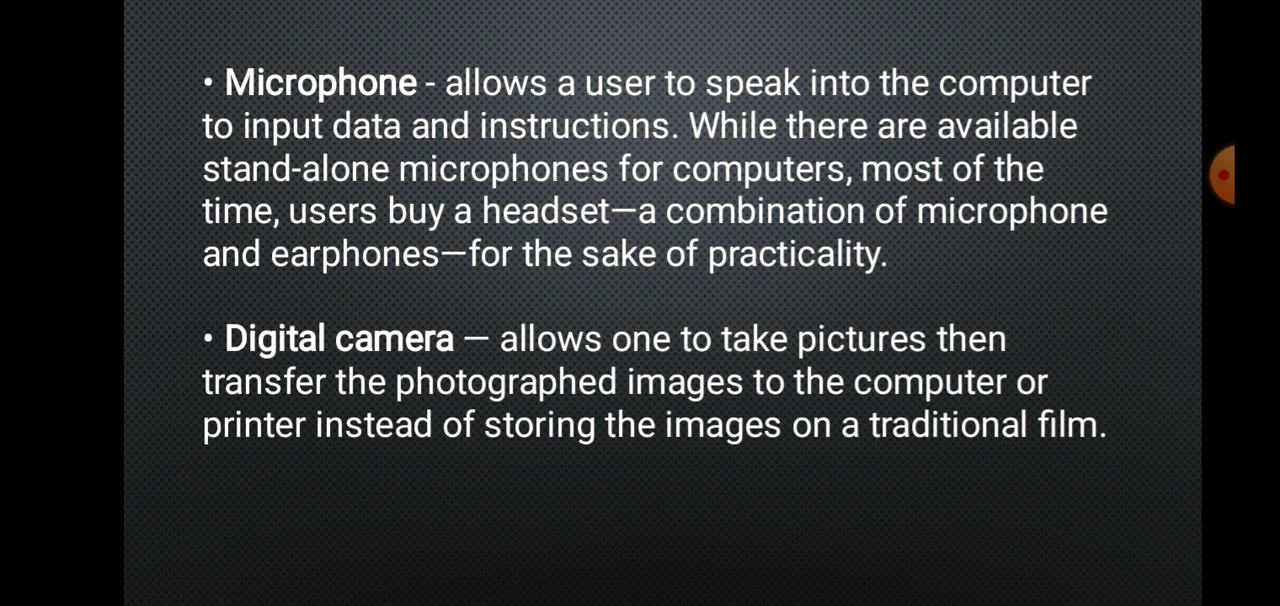 • Microphone - allows a user to speak into the computer
to input data and instructions. While there are available
stand-alone microphones for computers, most of the
time, users buy a headset—a combination of microphone
and earphones—for the sake of practicality.
• Digital camera — allows one to take pictures then
transfer the photographed images to the computer or
printer instead of storing the images on a traditional film.